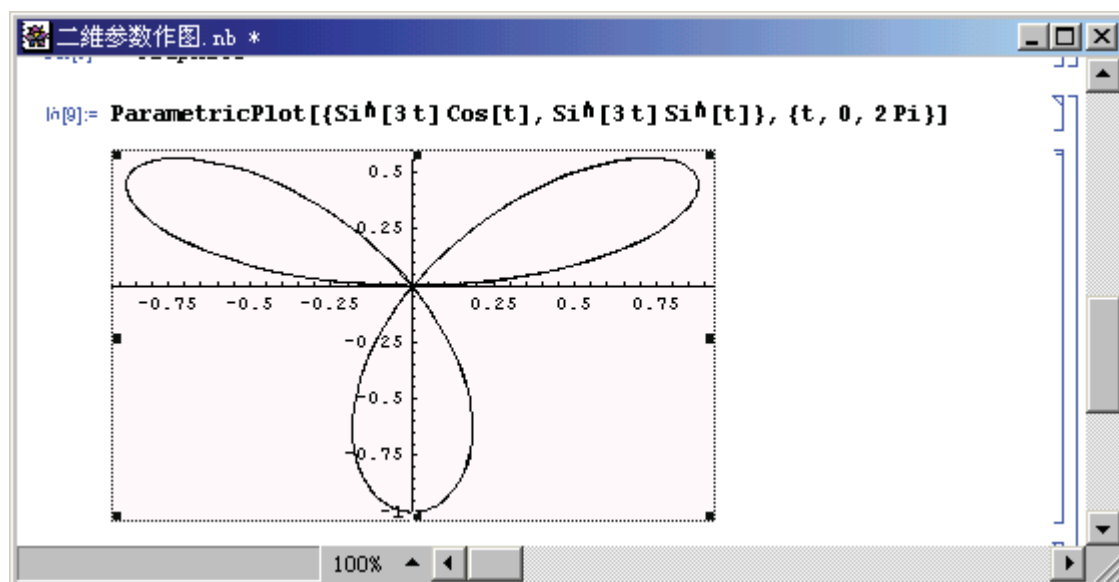 二维参数作图.nb *
In[9]:= ParametricPlot[{Sin[3 t] Cos[t], Sin[3 t] Sin[t]}, {t, 0, 2 Pi}]
0.5
0.25
-0.75 -0.5 -0.25 0.25 0.5 0.75
-0.25
-0.5
-0.75
-1
100%